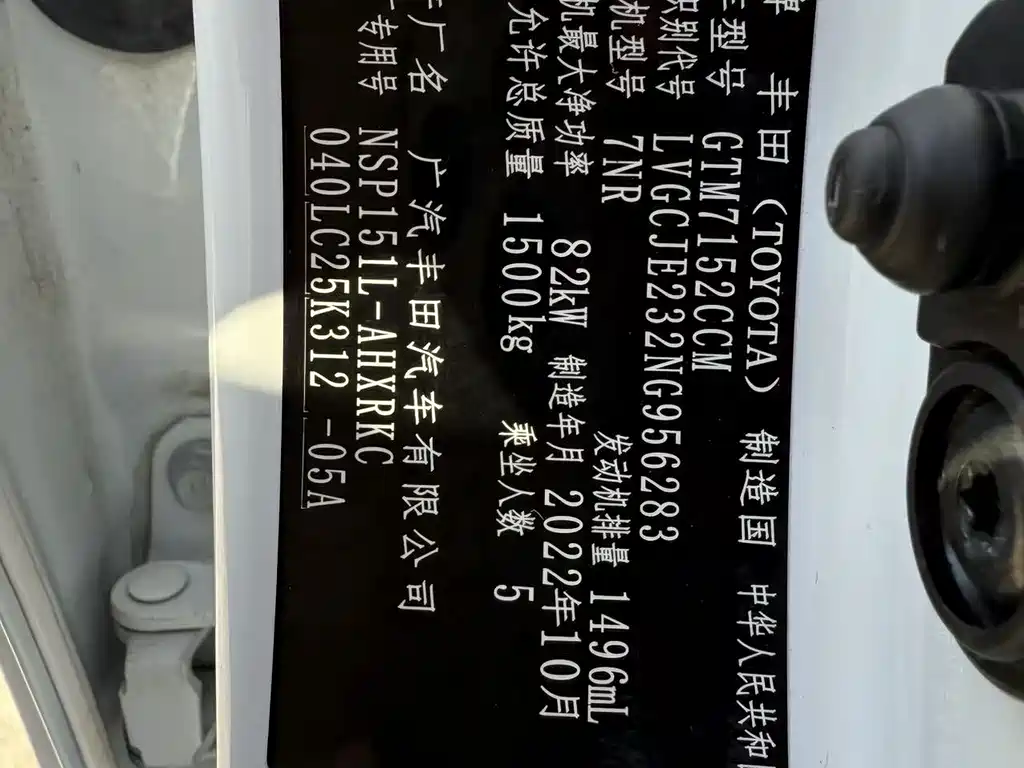 牌 丰田（TOYOTA） 制造国 中华人民共和
型号 GTM7152CCM
识别代号 LVGCJE232NG956283
机型号 7NR 发动机排量 1496mL
机最大净功率 82kW 制造年月 2022年10月
允许总质量 1500kg 乘坐人数 5
厂名 广汽丰田汽车有限公司
专用号 NSP151L-AHXRKC
040LC25K312 -05A